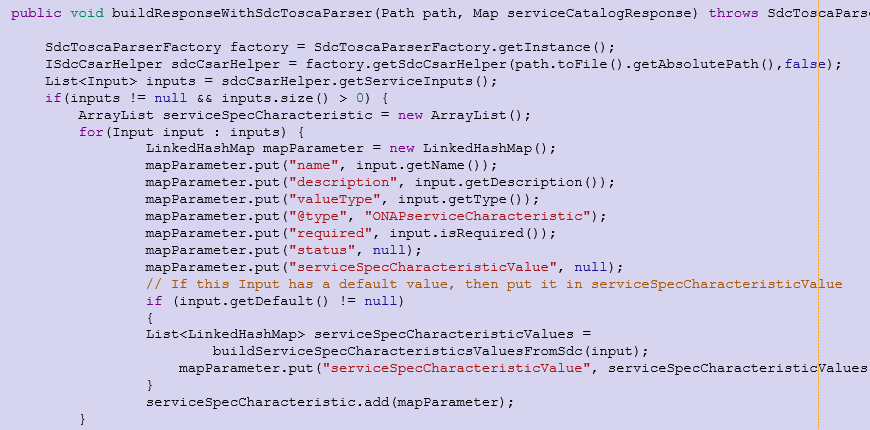 public void buildResponseWithSdcToscaParser(Path path, Map serviceCatalogResponse) throws
SdcToscaParserFactory factory = SdcToscaParserFactory.getInstance();
ISdcCsarHelper sdcCsarHelper = factory.getSdcCsarHelper(path.toFile().getAbsolutePath(),false);
List<Input> inputs = sdcCsarHelper.getServiceInputs();
if(inputs != null && inputs.size() > 0) {
ArrayList serviceSpecCharacteristic = new ArrayList();
for(Input input : inputs) {
LinkedHashMap mapParameter = new LinkedHashMap();
mapParameter.put("name", input.getName());
mapParameter.put("description", input.getDescription());
mapParameter.put("valueType", input.getType());
mapParameter.put("@type", "ONAPserviceCharacteristic");
mapParameter.put("required", input.isRequired());
mapParameter.put("status", null);
mapParameter.put("serviceSpecCharacteristicValue", null);
// If this Input has a default value, then put it in serviceSpecCharacteristicValue
if (input.getDefault() != null)
{
List<LinkedHashMap> serviceSpecCharacteristicValues =
buildServiceSpecCharacteristicsValuesFromSdc(input);
mapParameter.put("serviceSpecCharacteristicValue", serviceSpecCharacteristicValues
}
serviceSpecCharacteristic.add(mapParameter);
}